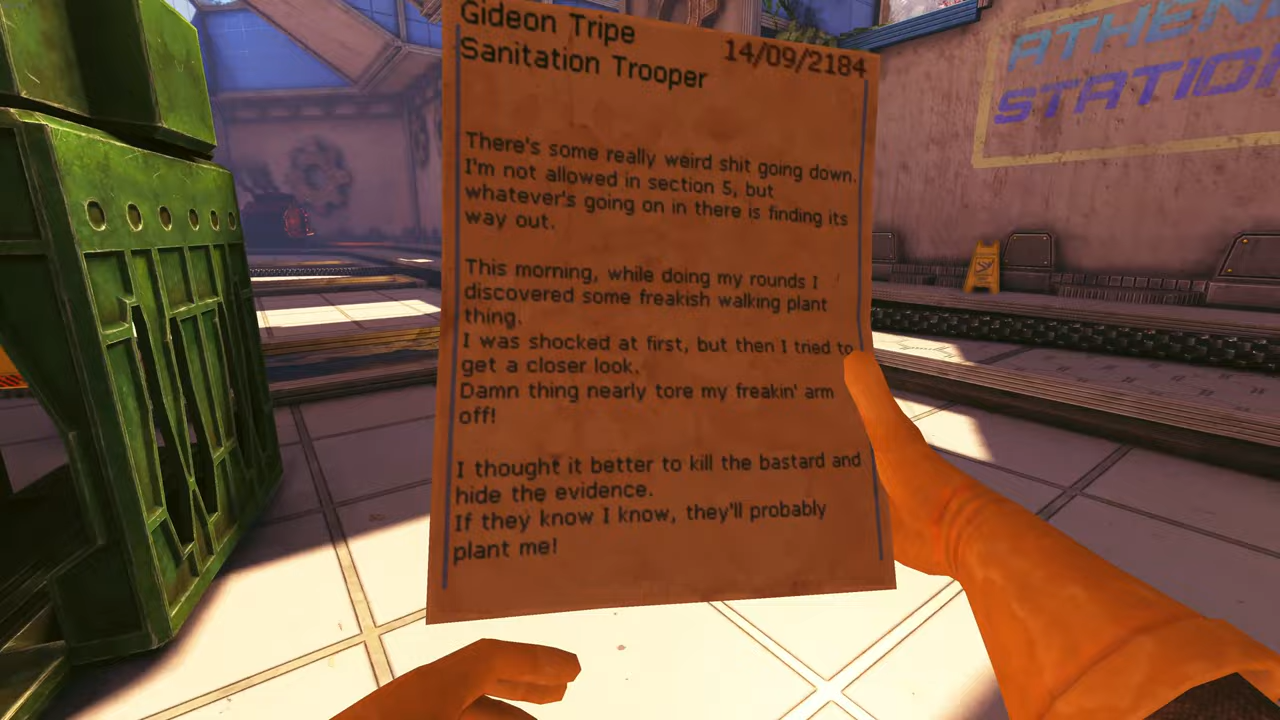 Gideon Tripe
Sanitation Trooper
14/09/2184
There's some really weird shit going down.
I'm not allowed in section 5, but
whatever's going on in there is finding its
way out.
This morning, while doing my rounds I
discovered some freakish walking plant
thing.
I was shocked at first, but then I tried to
get a closer look.
Damn thing nearly tore my freakin' arm
off!
I thought it better to kill the bastard and
hide the evidence.
If they know I know, they'll probably
plant me!
ATHEN
STATION